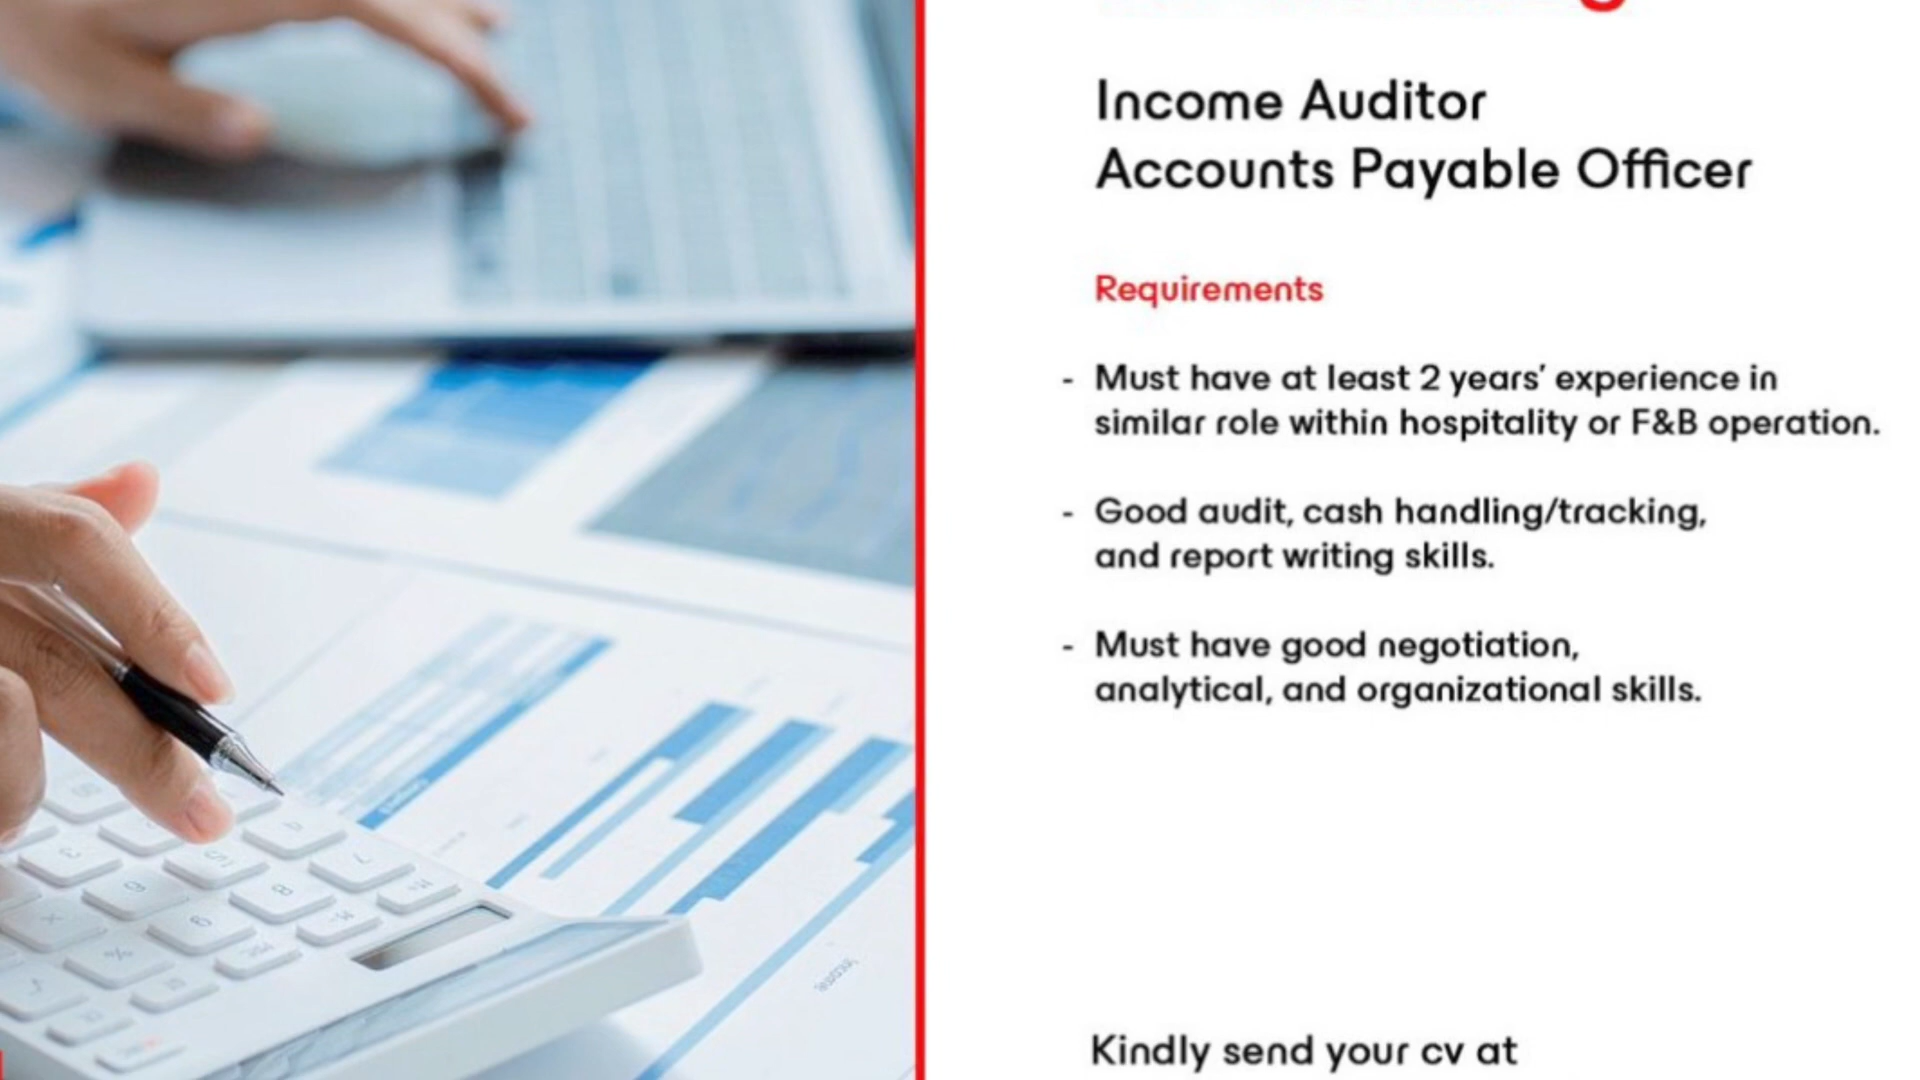 Income Auditor
Accounts Payable Officer
Requirements
- Must have at least 2 years' experience in
similar role within hospitality or F&B operation.
- Good audit, cash handling/tracking,
and report writing skills.
- Must have good negotiation,
analytical, and organizational skills.
Kindly send your cv at